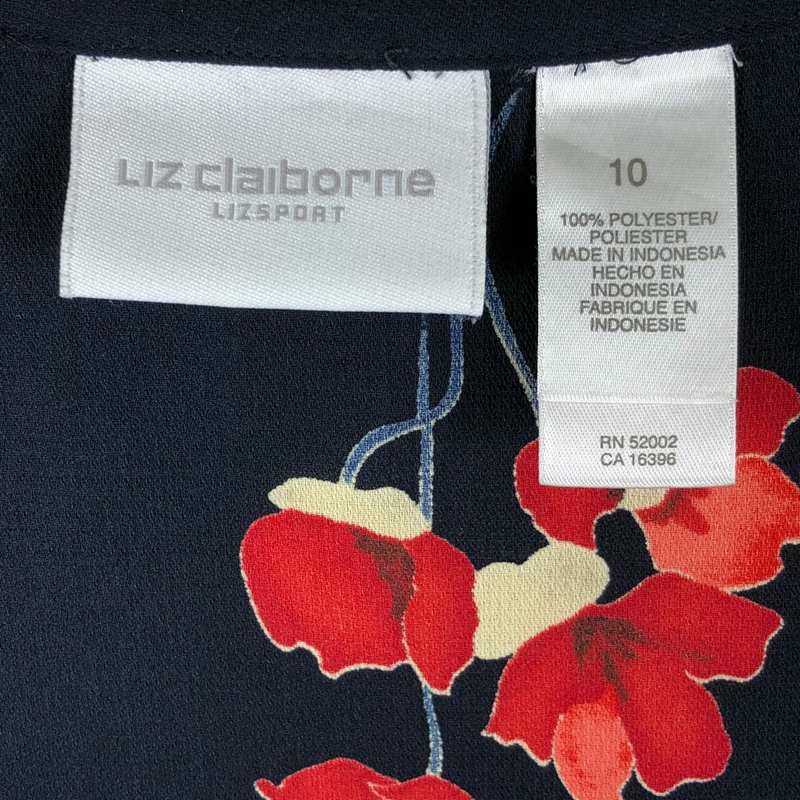 Liz claiborne
LIZSPORT
10
100% POLYESTER/
POLIESTER
MADE IN INDONESIA
HECHO EN
INDONESIA
FABRIQUE EN
INDONESIE
RN 52002
CA 16396